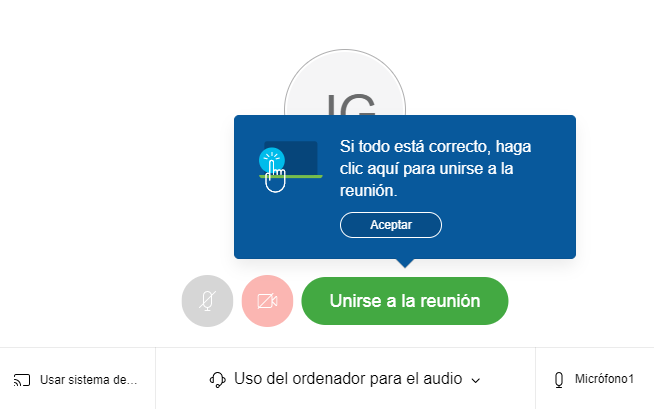 IG
Si todo está correcto, haga
clic aquí para unirse a la
reunión.
Aceptar
Unirse a la reunión
Usar sistema de...
Uso del ordenador para el audio
Micrófono1